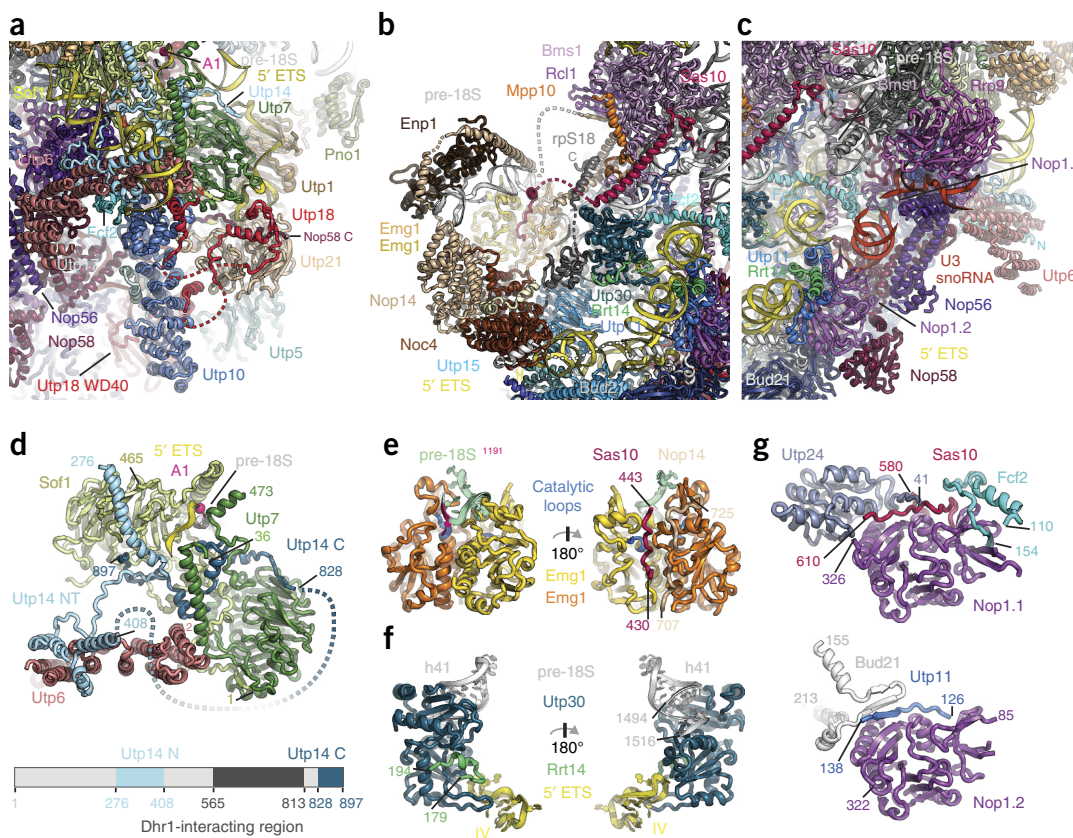 a
A1
pre-18S
5′ ETS
Utp14
Sof1
Utp7
Pno1
Utp6
Utp1
Fcf2
Utp18
Nop58 C
Utp21
Nop56
Nop58
Utp5
Utp18 WD40
Utp10
b
Bms1
Rcl1
Sas10
pre-18S
Mpp10
Enp1
rpS18
C
Emg1
Emg1
Nop14
Utp30
Rrt14
Utp11
Noc4
Utp15
5′ ETS
Bud21
c
Sas10
pre-18S
Bms1
Rrp9
Nop1.
Utp11
N
U3
snoRNA
Utp6
Nop56
Nop1.2
5′ ETS
Nop58
Bud21
d
5′ ETS
276
465
A1
pre-18S
Sof1
473
Utp7
36
Utp14 C
897
828
Utp14 NT
408
2
Utp6
1
Utp14 N
Utp14 C
1
276
408
565
813
828
897
Dhr1-interacting region
e
pre-18S 1191
Sas10
Nop14
443
Catalytic
loops
725
180°
Emg1
Emg1
430
707
f
h41
pre-18S
h41
Utp30
1494
180°
1516
194
Rrt14
179
5′ ETS
IV
IV
g
Utp24
580
41
Sas10
Fcf2
110
610
154
326
Nop1.1
155
Bud21
Utp11
213
126
85
138
322
Nop1.2